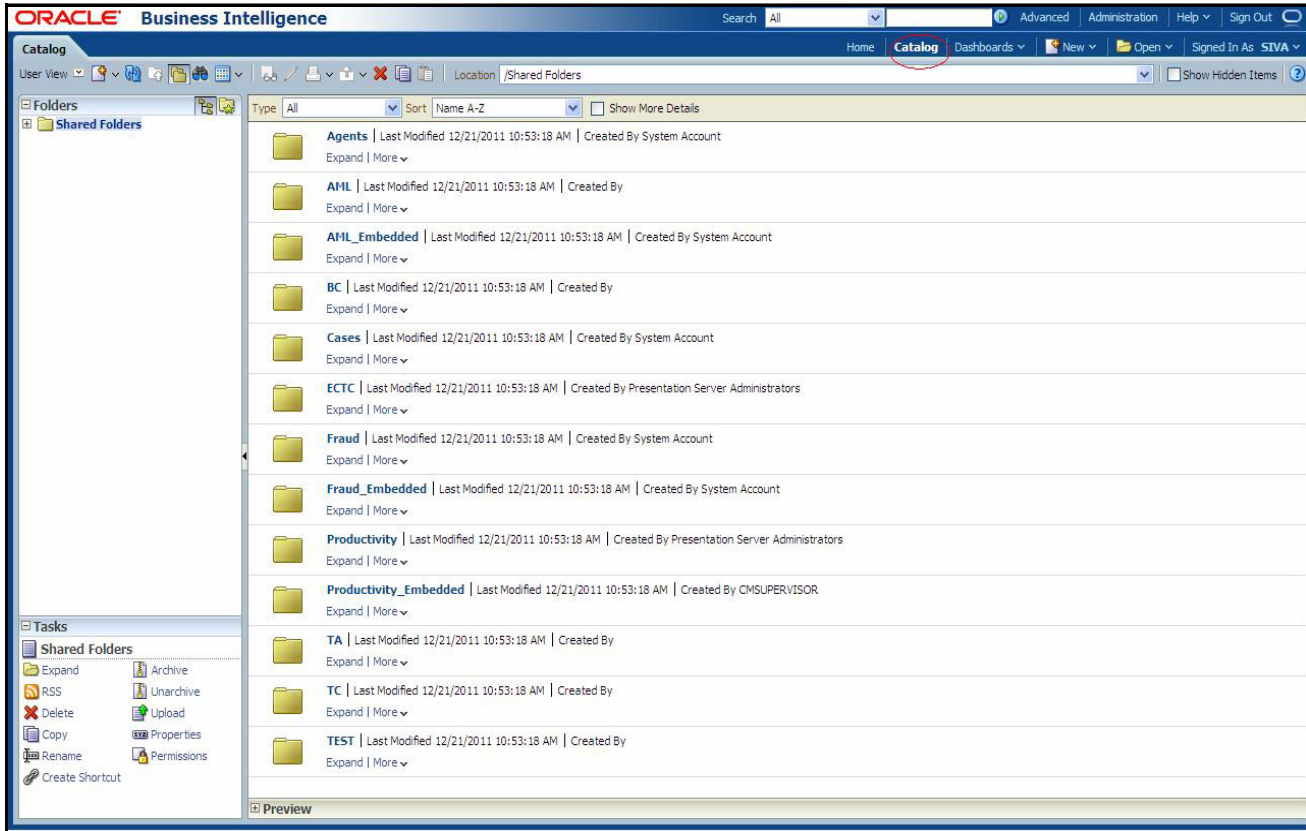 ORACLE Business Intelligence
Search All Advanced Administration Help Sign Out
Catalog
Home Catalog Dashboards New Open Signed In As SIVA
User View Location /Shared Folders Show Hidden Items
Folders
Shared Folders
Type All Sort Name A-Z Show More Details
Agents | Last Modified 12/21/2011 10:53:18 AM | Created By System Account
Expand | More
AML | Last Modified 12/21/2011 10:53:18 AM | Created By
Expand | More
AML_Embedded | Last Modified 12/21/2011 10:53:18 AM | Created By System Account
Expand | More
BC | Last Modified 12/21/2011 10:53:18 AM | Created By
Expand | More
Cases | Last Modified 12/21/2011 10:53:18 AM | Created By System Account
Expand | More
ECTC | Last Modified 12/21/2011 10:53:18 AM | Created By Presentation Server Administrators
Expand | More
Fraud | Last Modified 12/21/2011 10:53:18 AM | Created By System Account
Expand | More
Fraud_Embedded | Last Modified 12/21/2011 10:53:18 AM | Created By System Account
Expand | More
Productivity | Last Modified 12/21/2011 10:53:18 AM | Created By Presentation Server Administrators
Expand | More
Productivity_Embedded | Last Modified 12/21/2011 10:53:18 AM | Created By CMSUPERVISOR
Expand | More
TA | Last Modified 12/21/2011 10:53:18 AM | Created By
Expand | More
TC | Last Modified 12/21/2011 10:53:18 AM | Created By
Expand | More
TEST | Last Modified 12/21/2011 10:53:18 AM | Created By
Expand | More
Tasks
Shared Folders
Expand Archive
RSS Unarchive
Delete Upload
Copy Properties
Rename Permissions
Create Shortcut
Preview